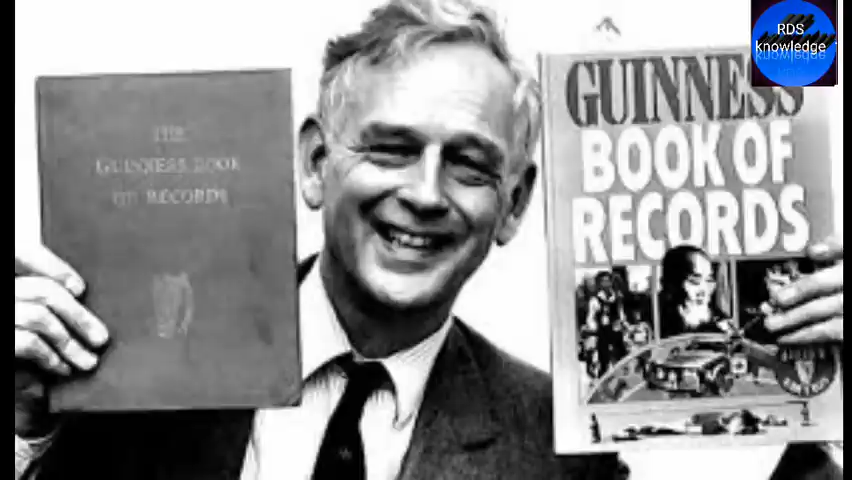 THE
GUINNESS BOOK
OF RECORDS
GUINNESS
BOOK OF
RECORDS
RDS
knowledge